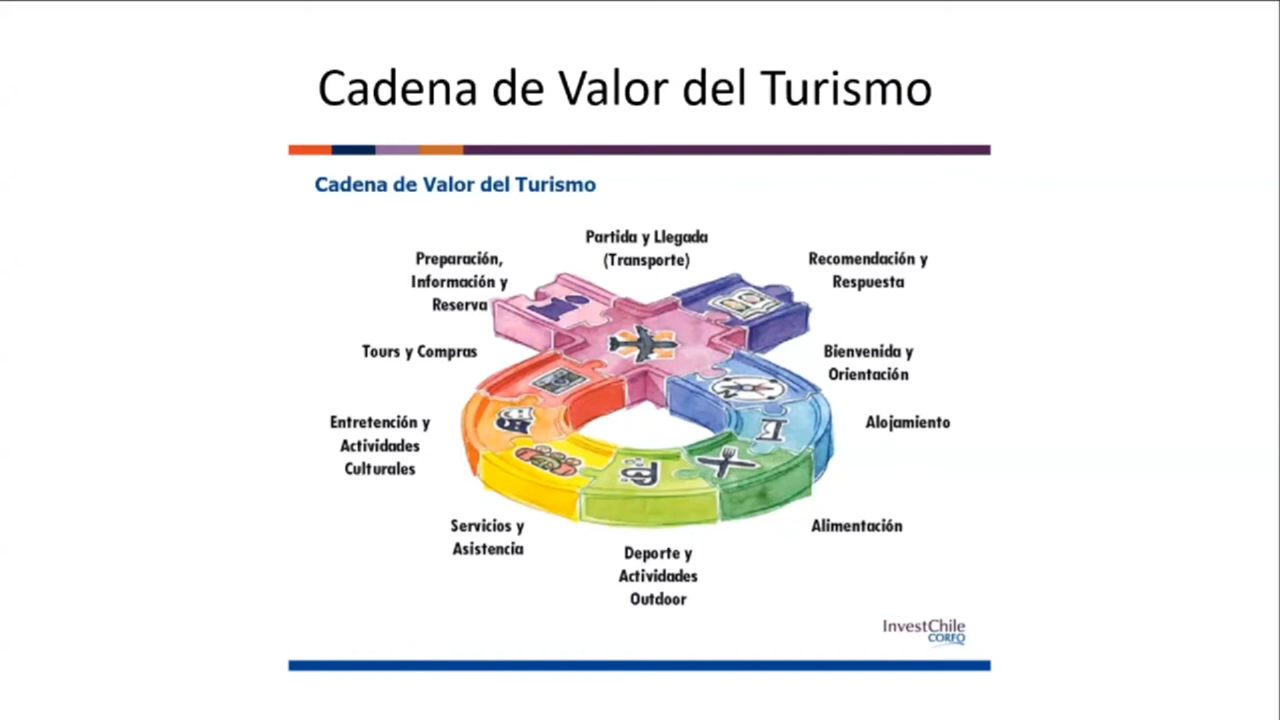 Cadena de Valor del Turismo
Cadena de Valor del Turismo
Partida y Llegada
(Transporte)
Preparación,
Información y
Reserva
Recomendación y
Respuesta
Tours y Compras
Bienvenida y
Orientación
Entretención y
Actividades
Culturales
Alojamiento
Servicios y
Asistencia
Alimentación
Deporte y
Actividades
Outdoor
InvestChile
CORFO